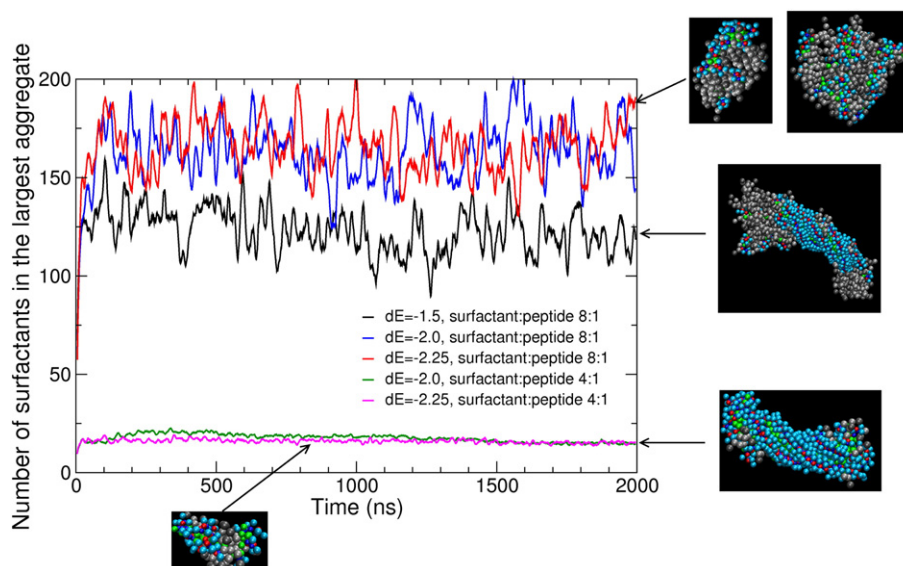 Number of surfactants in the largest aggregate
200
150
100
50
0
dE=-1.5, surfactant:peptide 8:1
dE=-2.0, surfactant:peptide 8:1
dE=-2.25, surfactant:peptide 8:1
dE=-2.0, surfactant:peptide 4:1
dE=-2.25, surfactant:peptide 4:1
0 500 1000 1500 2000
Time (ns)